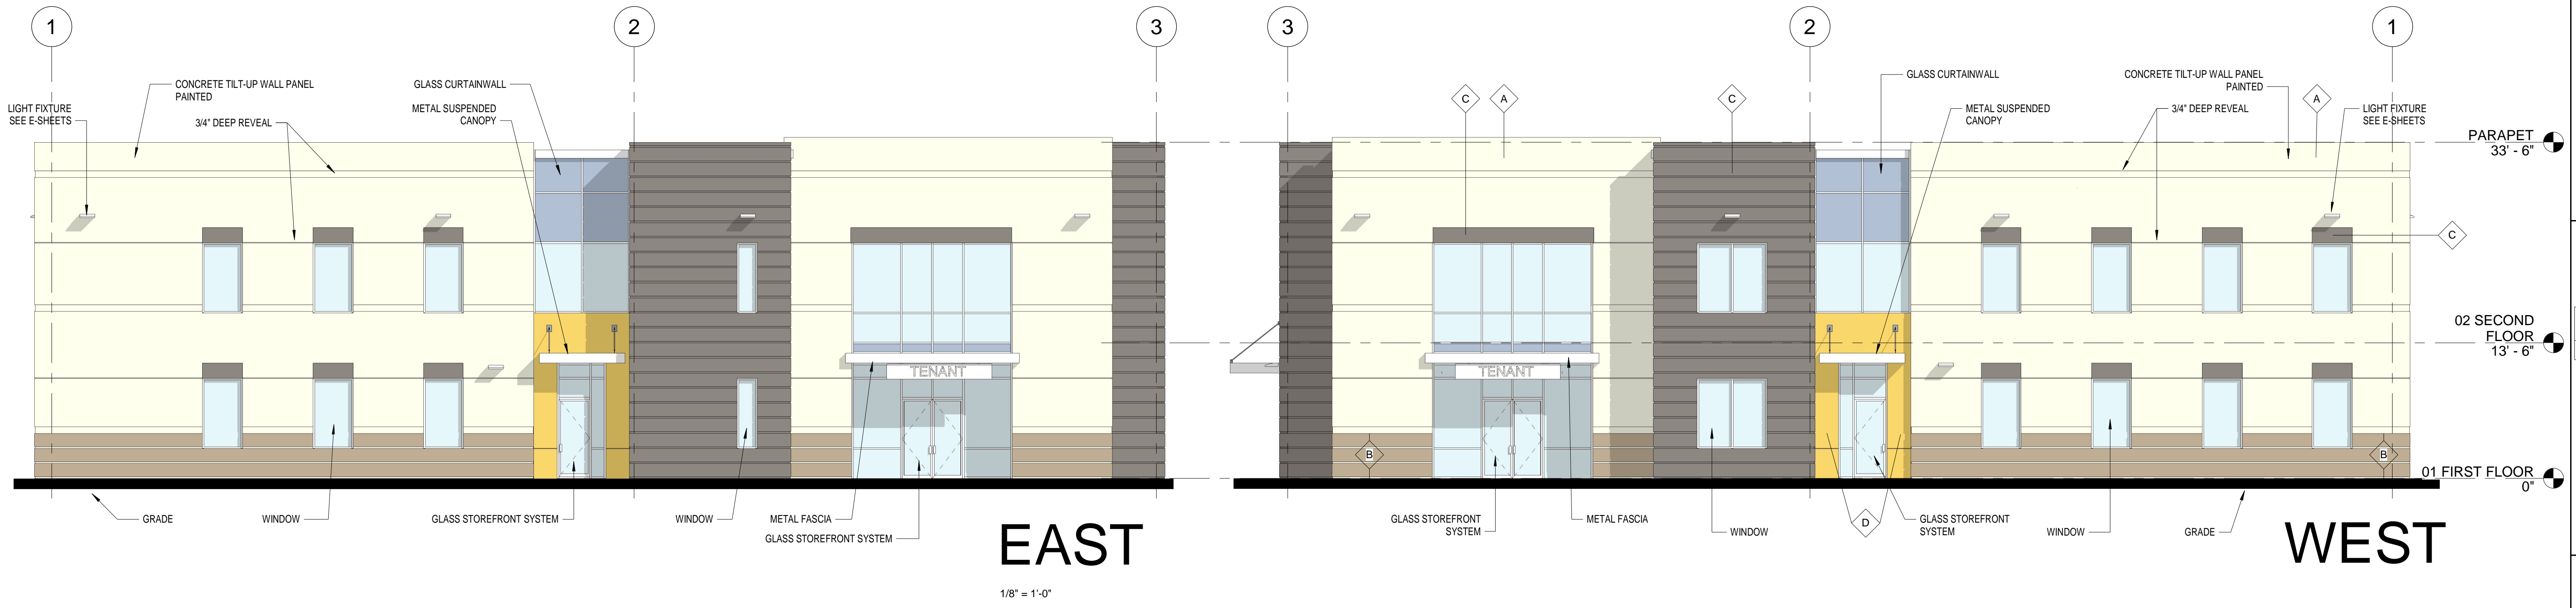 1
2
3
3
2
1
CONCRETE TILT-UP WALL PANEL
PAINTED
LIGHT FIXTURE
SEE E-SHEETS
3/4" DEEP REVEAL
GLASS CURTAINWALL
METAL SUSPENDED
CANOPY
C
A
C
GLASS CURTAINWALL
METAL SUSPENDED
CANOPY
CONCRETE TILT-UP WALL PANEL
PAINTED
3/4" DEEP REVEAL
A
LIGHT FIXTURE
SEE E-SHEETS
PARAPET
33' - 6"
C
02 SECOND
FLOOR
13' - 6"
TENANT
TENANT
B
B
01 FIRST FLOOR
0"
GRADE
WINDOW
GLASS STOREFRONT SYSTEM
WINDOW
METAL FASCIA
GLASS STOREFRONT SYSTEM
GLASS STOREFRONT
SYSTEM
METAL FASCIA
WINDOW
D
GLASS STOREFRONT
SYSTEM
WINDOW
GRADE
EAST
WEST
1/8" = 1'-0"